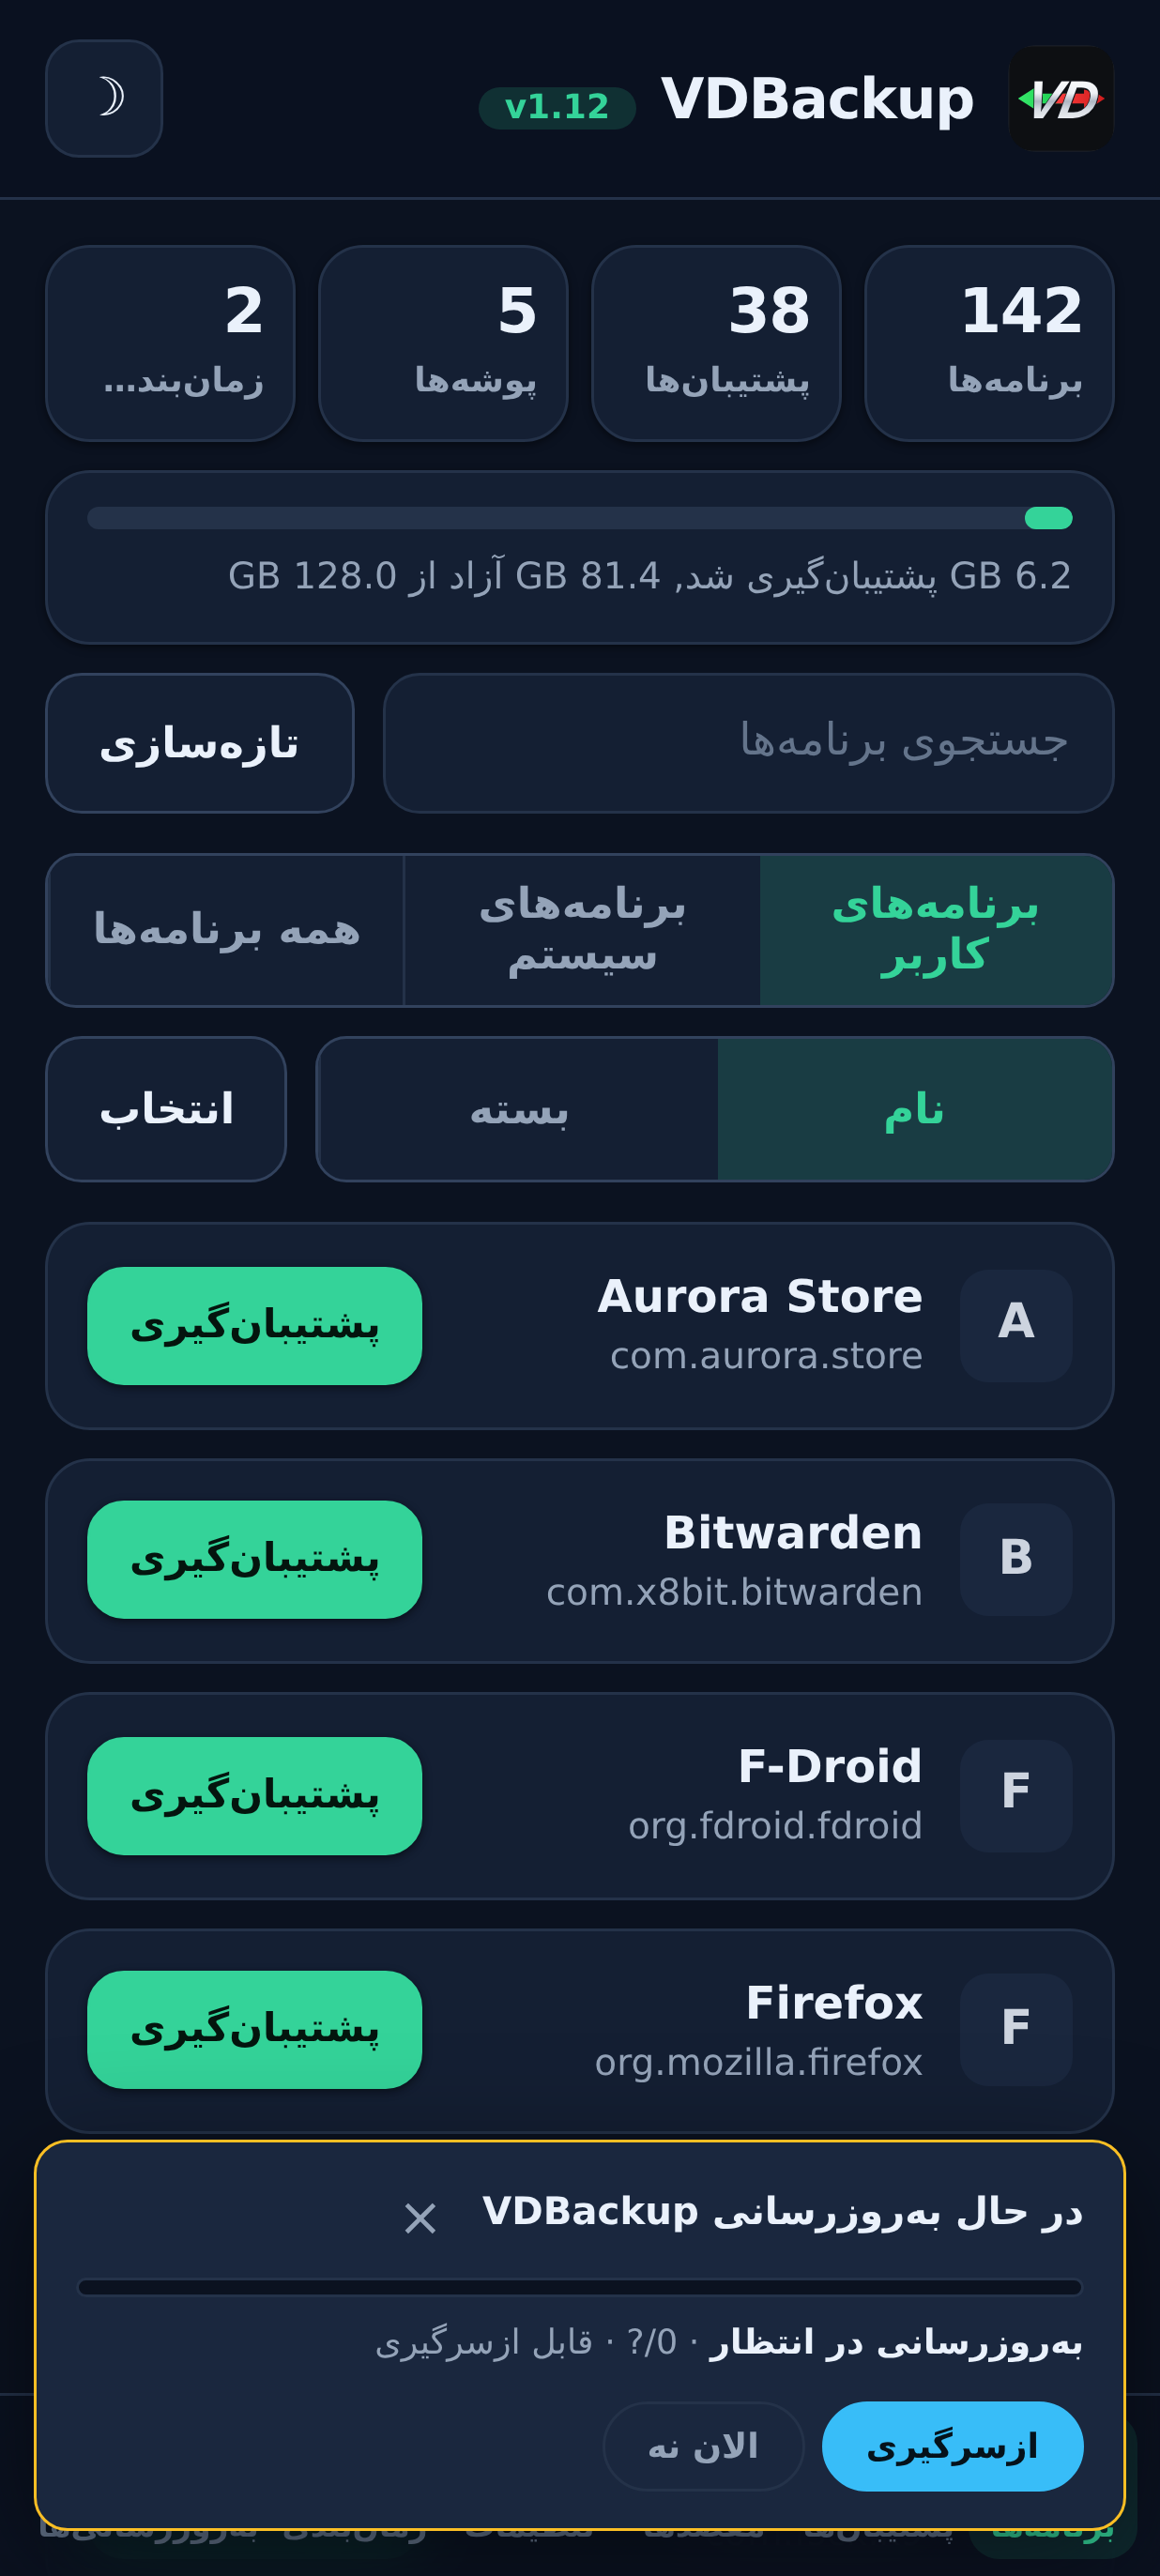 VD VDBackup v1.12
142
برنامه‌ها
38
پشتیبان‌ها
5
پوشه‌ها
2
زمان‌بند...
6.2 GB پشتیبان‌گیری شد, 81.4 GB آزاد از 128.0 GB
جستجوی برنامه‌ها
تازه‌سازی
برنامه‌های
کاربر
برنامه‌های
سیستم
همه برنامه‌ها
نام
بسته
انتخاب
A
Aurora Store
com.aurora.store
پشتیبان‌گیری
B
Bitwarden
com.x8bit.bitwarden
پشتیبان‌گیری
F
F-Droid
org.fdroid.fdroid
پشتیبان‌گیری
F
Firefox
org.mozilla.firefox
پشتیبان‌گیری
در حال به‌روزرسانی VDBackup ×
به‌روزرسانی در انتظار · 0/? · قابل ازسرگیری
ازسرگیری
الان نه